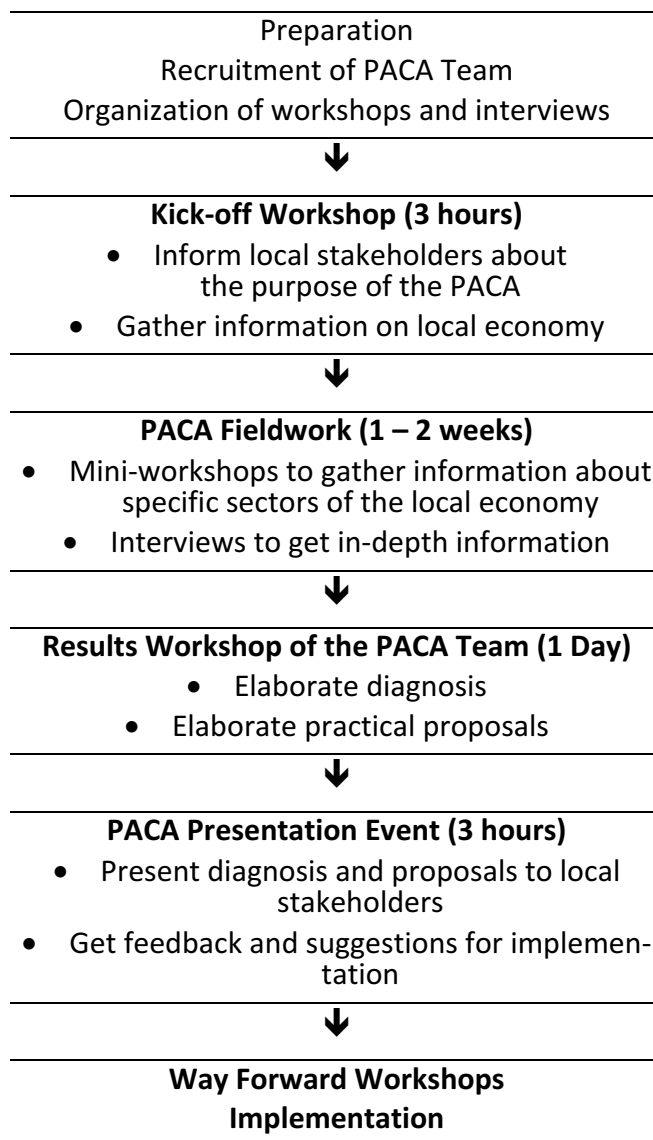 Preparation
Recruitment of PACA Team
Organization of workshops and interviews
Kick-off Workshop (3 hours)
• Inform local stakeholders about
the purpose of the PACA
• Gather information on local economy
PACA Fieldwork (1 – 2 weeks)
• Mini-workshops to gather information about
specific sectors of the local economy
• Interviews to get in-depth information
Results Workshop of the PACA Team (1 Day)
• Elaborate diagnosis
• Elaborate practical proposals
PACA Presentation Event (3 hours)
• Present diagnosis and proposals to local
stakeholders
• Get feedback and suggestions for implemen-
tation
Way Forward Workshops
Implementation